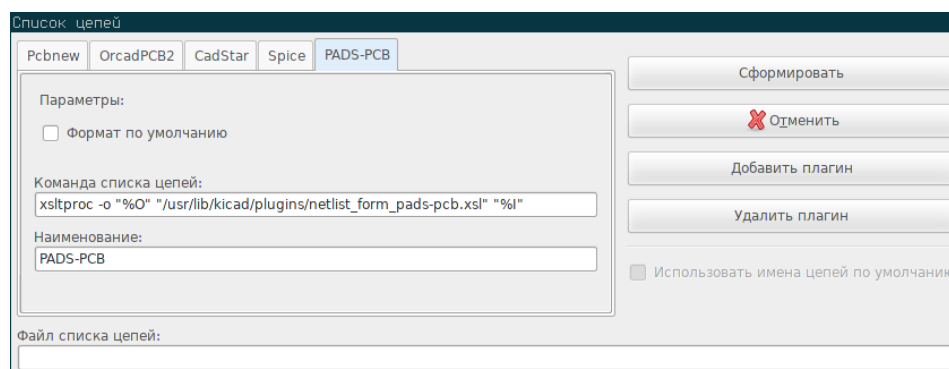 Список цепей
Pcbnew OrcadPCB2 CadStar Spice PADS-PCB
Параметры:
Формат по умолчанию
Команда списка цепей:
xsltproc -o "%O" "/usr/lib/kicad/plugins/netlist_form_pads-pcb.xsl" "%I"
Наименование:
PADS-PCB
Сформировать
Отменить
Добавить плагин
Удалить плагин
Использовать имена цепей по умолчанию
Файл списка цепей: